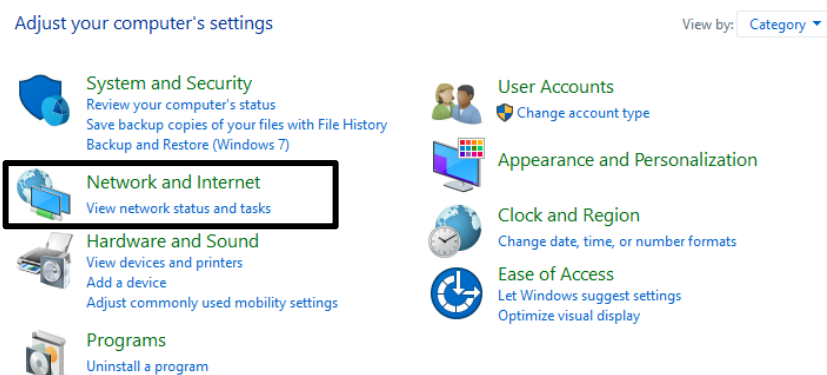 Adjust your computer's settings
View by: Category
System and Security
Review your computer's status
Save backup copies of your files with File History
Backup and Restore (Windows 7)
Network and Internet
View network status and tasks
Hardware and Sound
View devices and printers
Add a device
Adjust commonly used mobility settings
Programs
Uninstall a program
User Accounts
Change account type
Appearance and Personalization
Clock and Region
Change date, time, or number formats
Ease of Access
Let Windows suggest settings
Optimize visual display